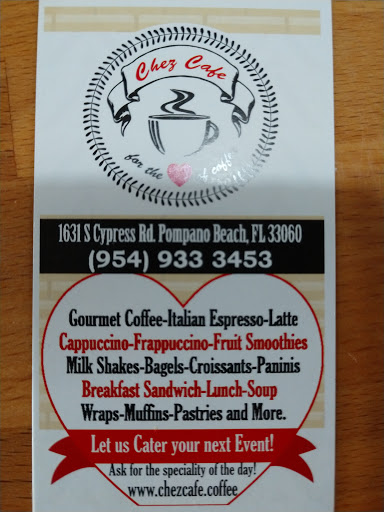 Chez Cafe
for the of coffee
1631 S Cypress Rd. Pompano Beach, FL 33060
(954) 933 3453
Gourmet Coffee-Italian Espresso-Latte
Cappuccino-Frappuccino-Fruit Smoothies
Milk Shakes-Bagels-Croissants-Paninis
Breakfast Sandwich-Lunch-Soup
Wraps-Muffins-Pastries and More.
Let us Cater your next Event!
Ask for the speciality of the day!
www.chezcafe.coffee